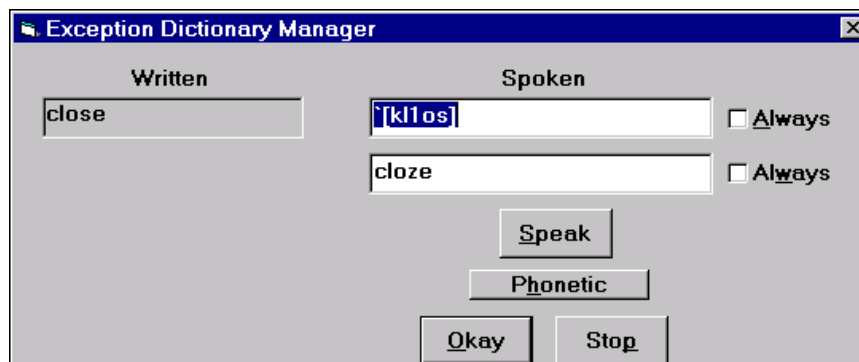 Exception Dictionary Manager
Written Spoken
close `[kl1os] Always
cloze Always
Speak
Phonetic
Okay Stop